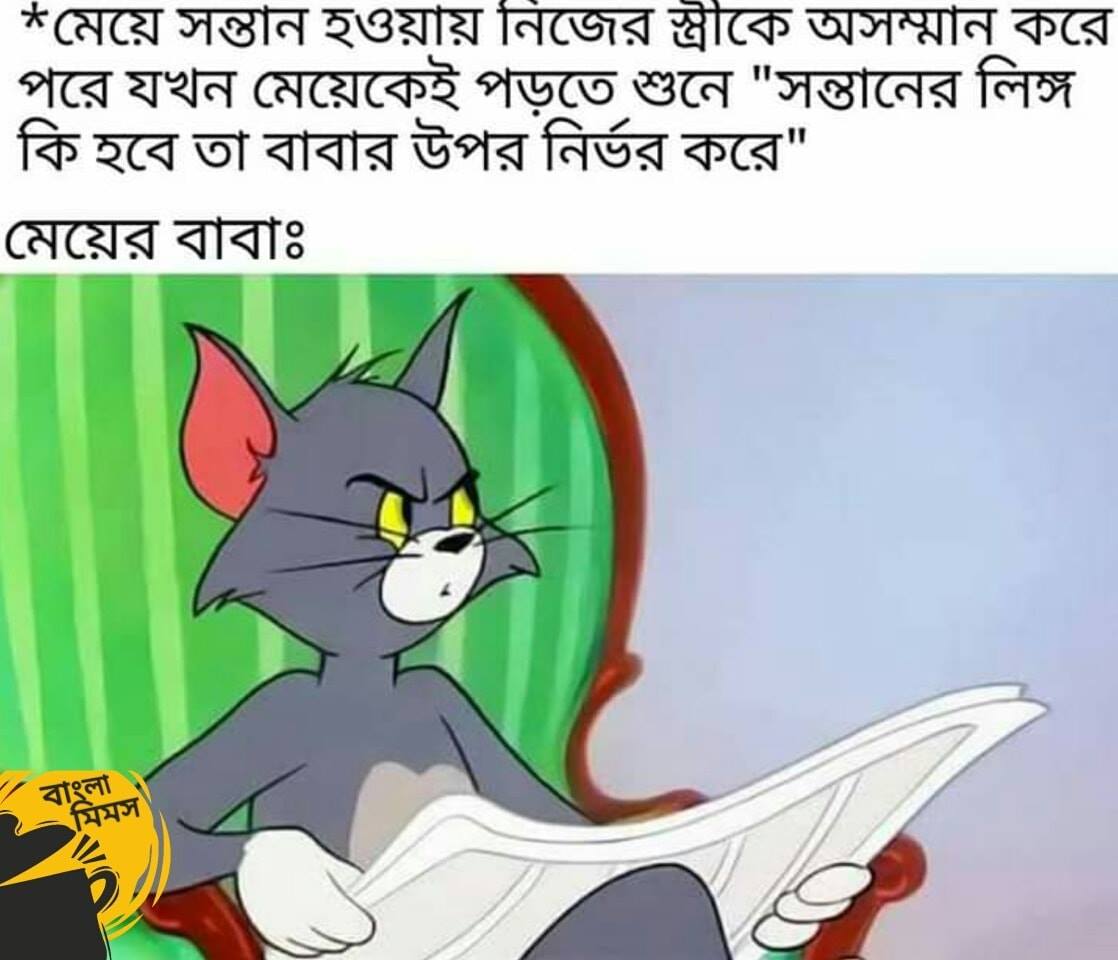 *মেয়ে সন্তান হওয়ায় নিজের স্ত্রীকে অসম্মান করে
পরে যখন মেয়েকেই পড়তে শুনে "সন্তানের লিঙ্গ
কি হবে তা বাবার উপর নির্ভর করে"
মেয়ের বাবাঃ
বাংলা
মিমস